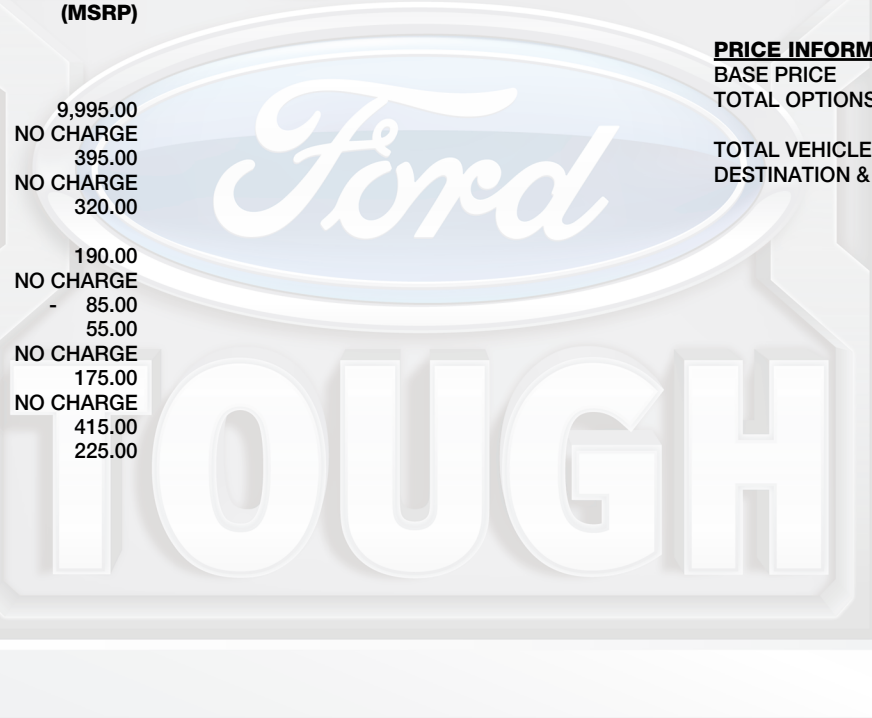 (MSRP)
9,995.00
NO CHARGE
395.00
NO CHARGE
320.00
190.00
NO CHARGE
- 85.00
55.00
NO CHARGE
175.00
NO CHARGE
415.00
225.00
PRICE INFORM
BASE PRICE
TOTAL OPTIONS
TOTAL VEHICLE
DESTINATION &
Ford
TOUGH